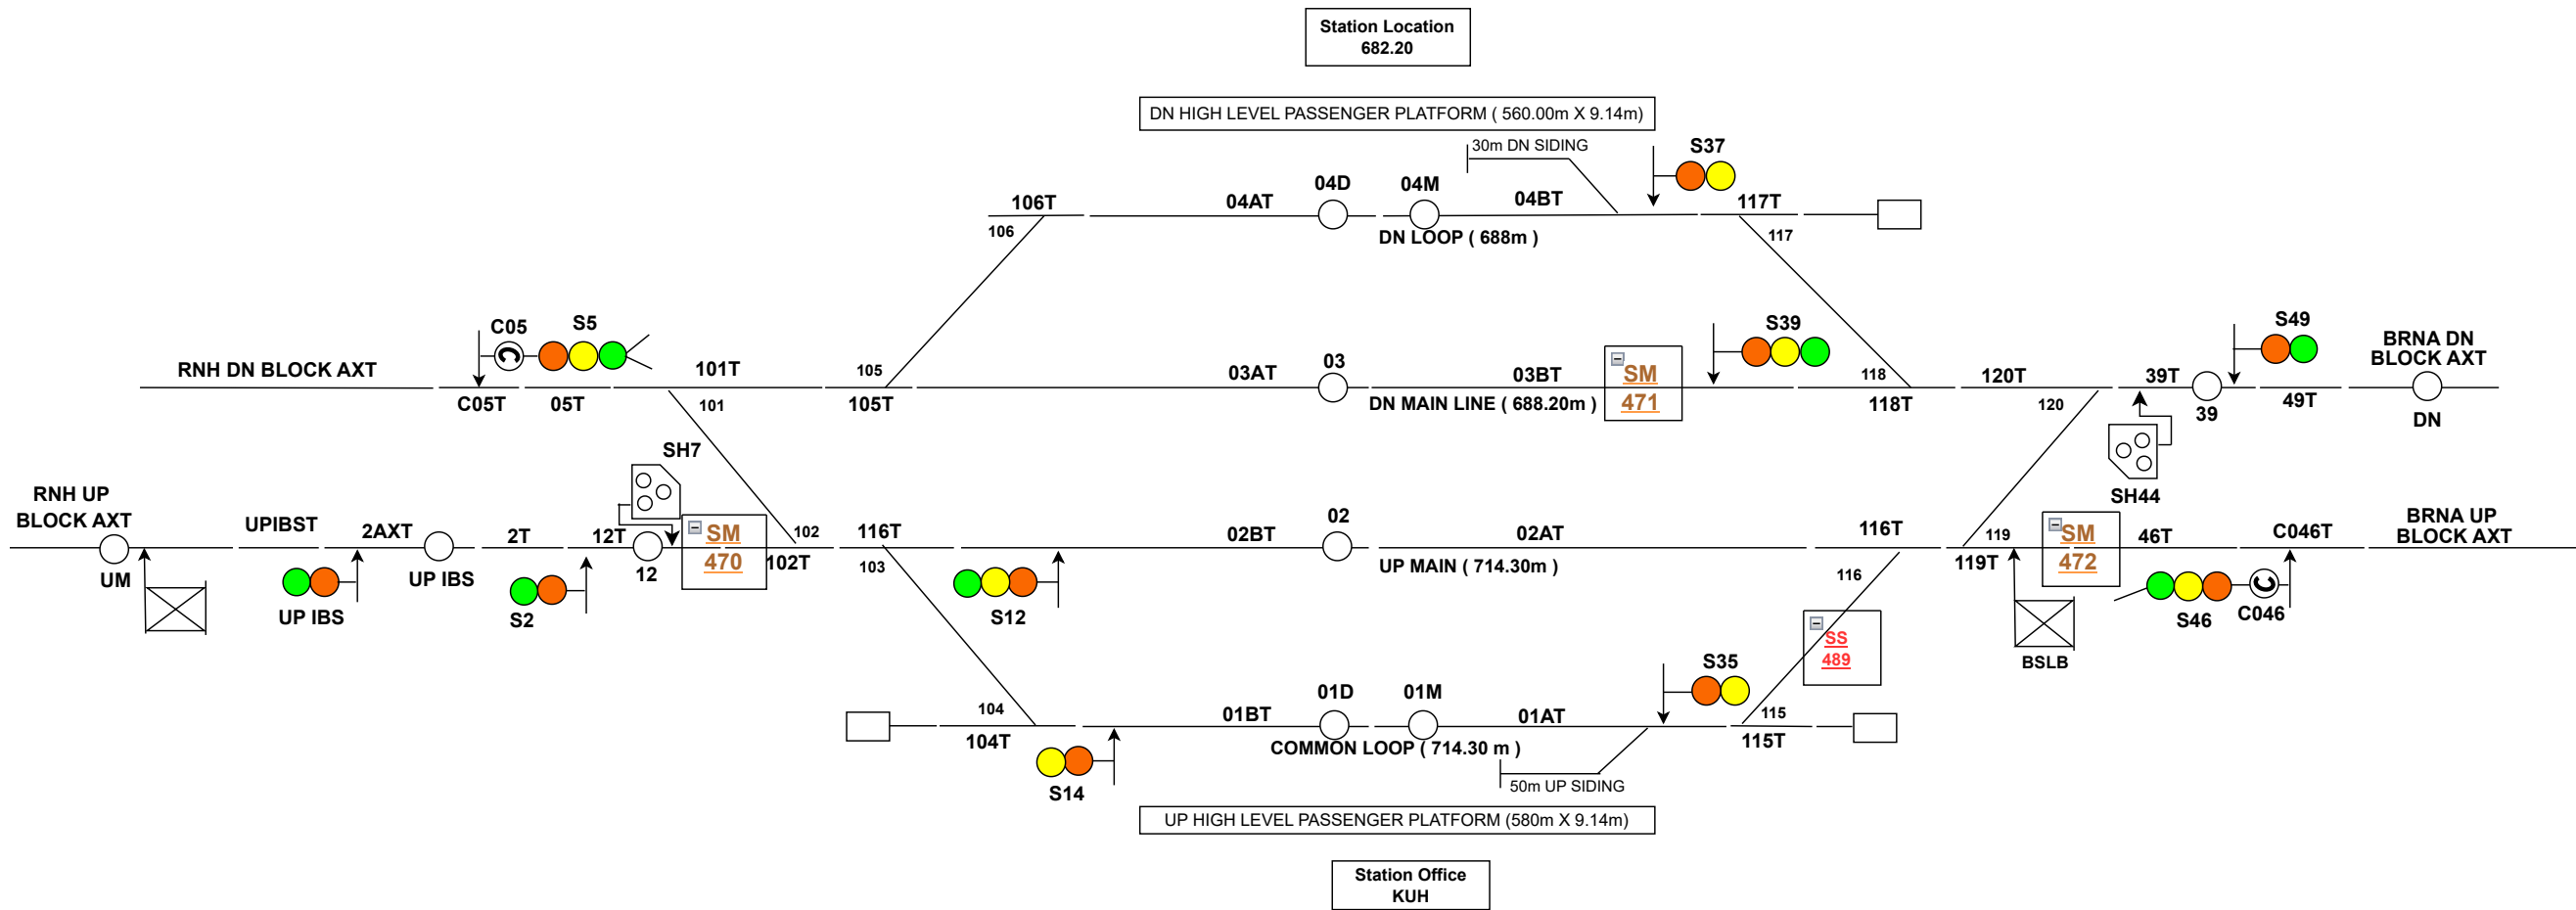 Station Location
682.20
DN HIGH LEVEL PASSENGER PLATFORM ( 560.00m X 9.14m)
30m DN SIDING
S37
106T
04AT
04D
04M
04BT
117T
106
DN LOOP ( 688m )
117
C05
S5
S39
S49
BRNA DN
BLOCK AXT
C
RNH DN BLOCK AXT
101T
105
03AT
03
03BT
SM
471
118
120T
39T
C05T
05T
101
105T
DN MAIN LINE ( 688.20m )
118T
120
39
49T
DN
SH7
SH44
RNH UP
BLOCK AXT
UPIBST
2AXT
2T
12T
SM
470
102
116T
02BT
02
02AT
116T
119
SM
472
46T
C046T
BRNA UP
BLOCK AXT
UM
UP IBS
12
102T
103
UP MAIN ( 714.30m )
116
119T
UP IBS
S2
S12
C
S46
C046
SS
489
BSLB
S35
104
01BT
01D
01M
01AT
115
104T
COMMON LOOP ( 714.30 m )
115T
S14
50m UP SIDING
UP HIGH LEVEL PASSENGER PLATFORM (580m X 9.14m)
Station Office
KUH